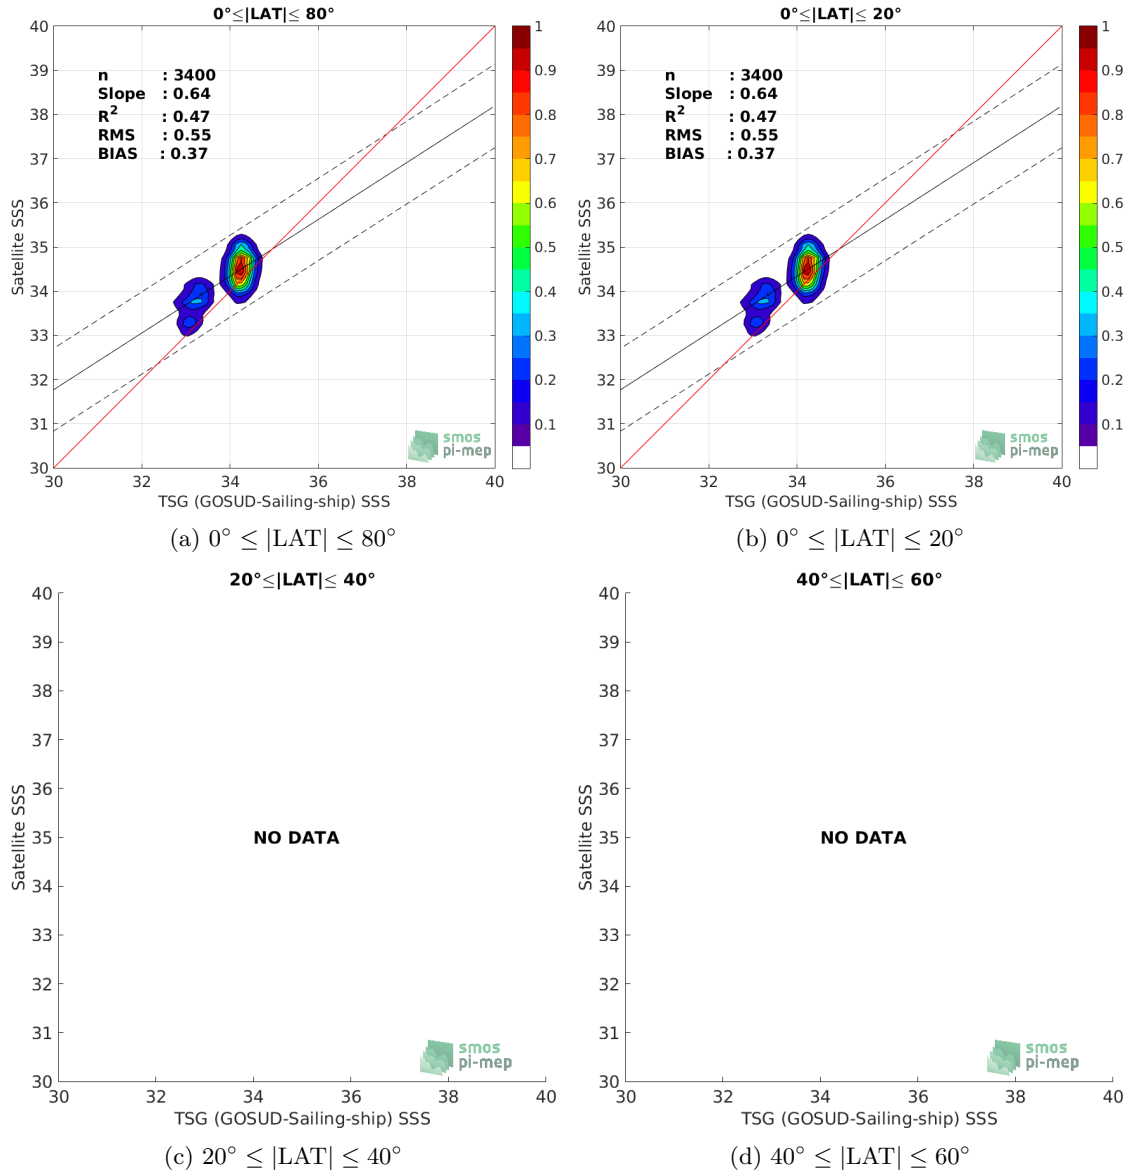 0°≤|LAT|≤ 80°
40
39
38
37
36
35
34
33
32
31
30
Satellite SSS
n : 3400
Slope : 0.64
R² : 0.47
RMS : 0.55
BIAS : 0.37
smos
pi-mep
30 32 34 36 38 40
TSG (GOSUD-Sailing-ship) SSS
1
0.9
0.8
0.7
0.6
0.5
0.4
0.3
0.2
0.1
(a) 0° ≤ |LAT| ≤ 80°
0°≤|LAT|≤ 20°
40
39
38
37
36
35
34
33
32
31
30
Satellite SSS
n : 3400
Slope : 0.64
R² : 0.47
RMS : 0.55
BIAS : 0.37
smos
pi-mep
30 32 34 36 38 40
TSG (GOSUD-Sailing-ship) SSS
1
0.9
0.8
0.7
0.6
0.5
0.4
0.3
0.2
0.1
(b) 0° ≤ |LAT| ≤ 20°
20°≤|LAT|≤ 40°
40
39
38
37
36
35
34
33
32
31
30
Satellite SSS
NO DATA
smos
pi-mep
30 32 34 36 38 40
TSG (GOSUD-Sailing-ship) SSS
(c) 20° ≤ |LAT| ≤ 40°
40°≤|LAT|≤ 60°
40
39
38
37
36
35
34
33
32
31
30
Satellite SSS
NO DATA
smos
pi-mep
30 32 34 36 38 40
TSG (GOSUD-Sailing-ship) SSS
(d) 40° ≤ |LAT| ≤ 60°